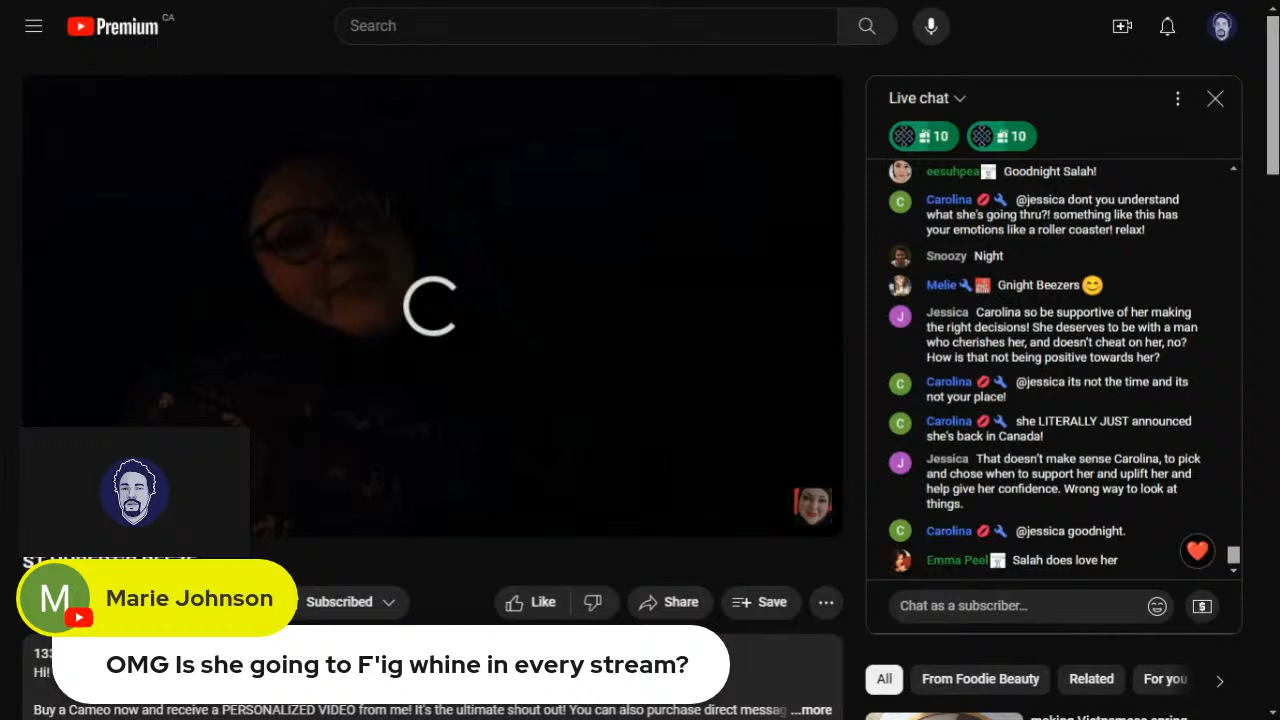 Premium CA
Search
Live chat
10
10
eesuhpea Goodnight Salah!
Carolina @jessica dont you understand
what she's going thru?! something like this has
your emotions like a roller coaster! relax!
Snoozy Night
Melie Gnight Beezers
J
Jessica Carolina so be supportive of her making
the right decisions! She deserves to be with a man
who cherishes her, and doesn't cheat on her, no?
How is that not being positive towards her?
C
Carolina @jessica its not the time and its
not your place!
C
Carolina she LITERALLY JUST announced
she's back in Canada!
J
Jessica That doesn't make sense Carolina, to pick
and chose when to support her and uplift her and
help give her confidence. Wrong way to look at
things.
C
Carolina @jessica goodnight.
Emma Peel Salah does love her
Chat as a subscriber...
M
Marie Johnson
OMG Is she going to F'ig whine in every stream?
Subscribed
Like
Share
Save
Hi!
Buy a Cameo now and receive a PERSONALIZED VIDEO from me! It's the ultimate shout out! You can also purchase direct messag ...more
All
From Foodie Beauty
Related
For you
making Vietnamese spring